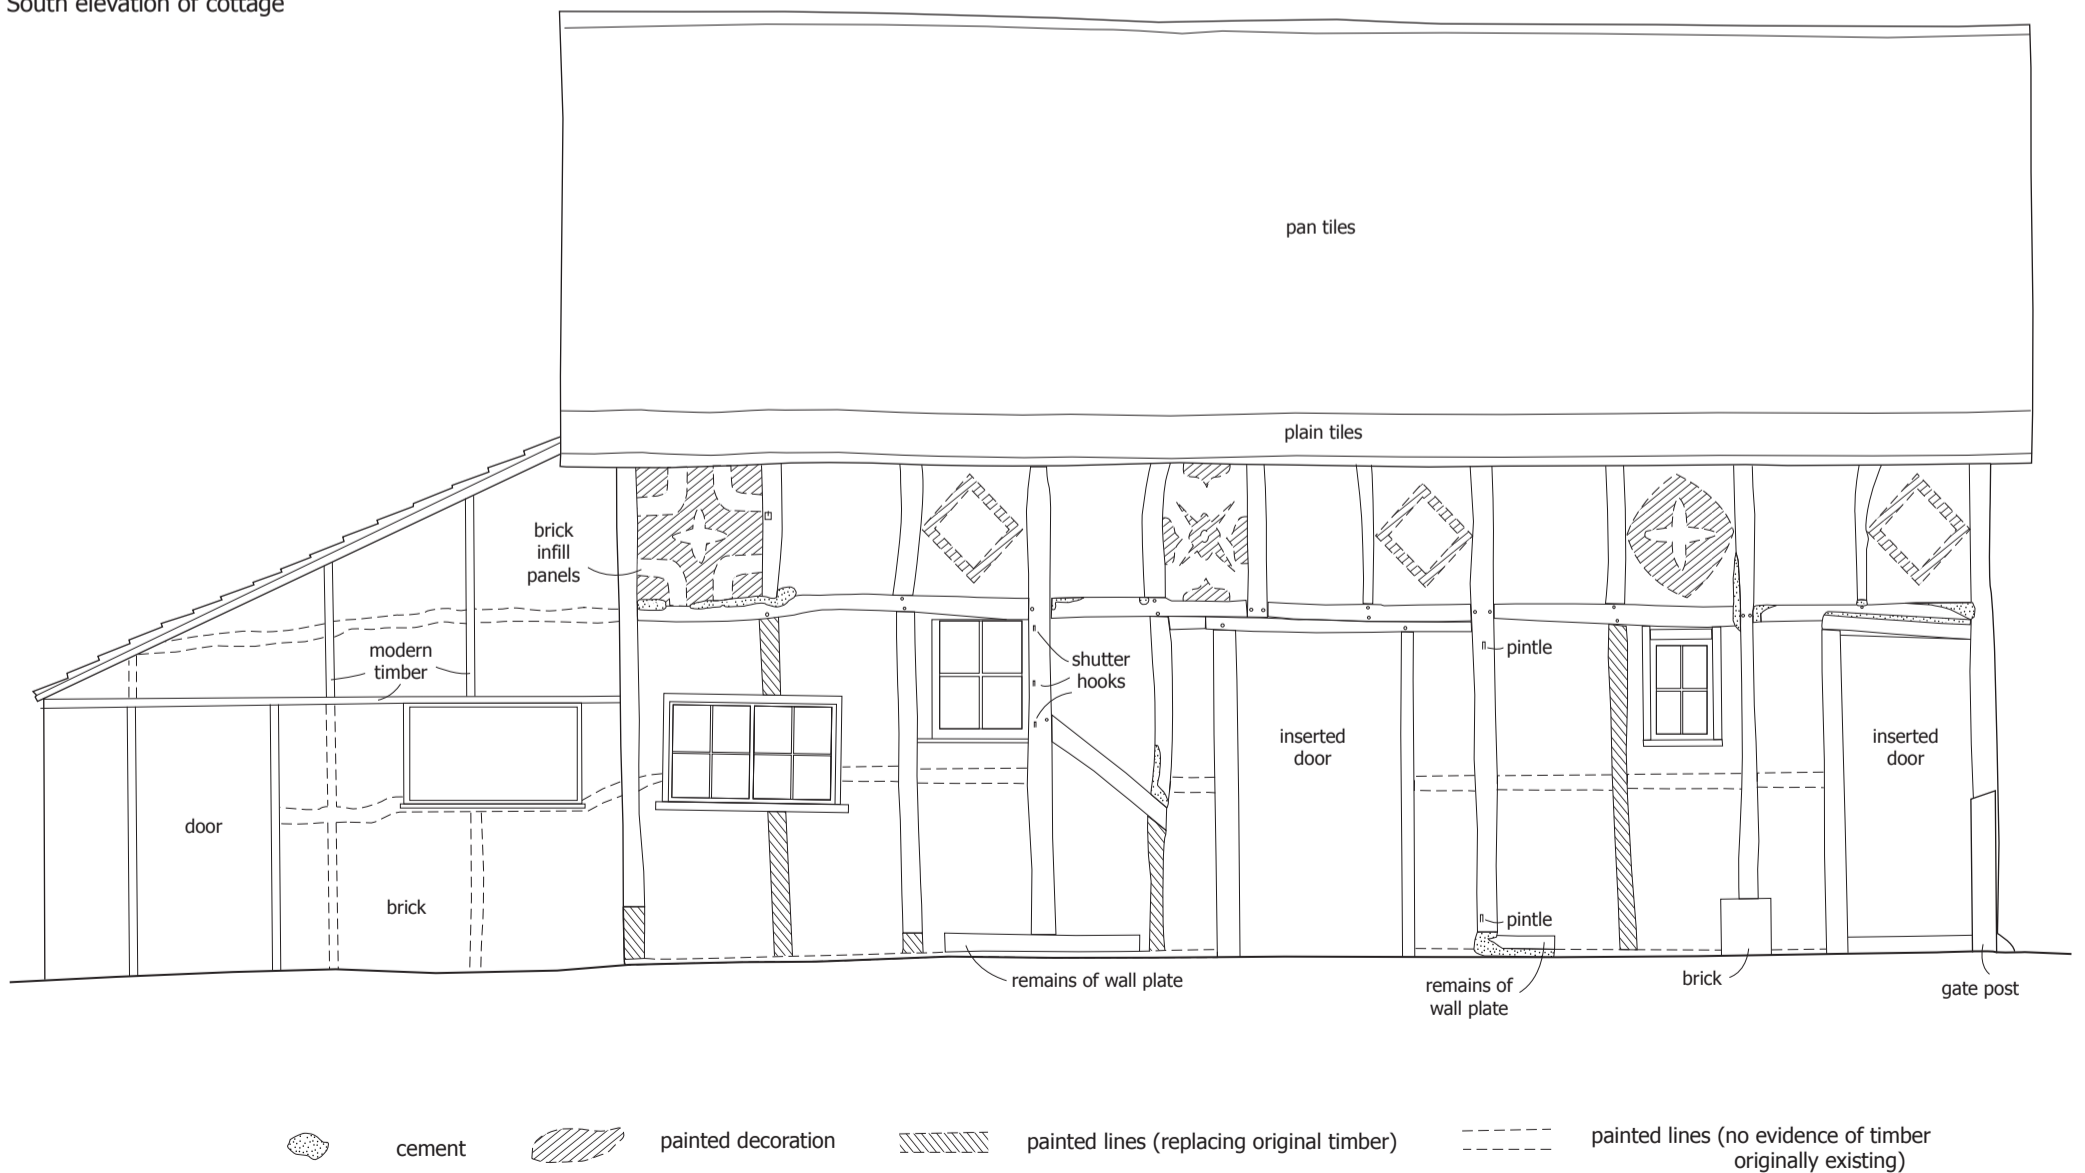 South elevation of cottage
pan tiles
plain tiles
brick
infill
panels
modern
timber
shutter
hooks
pintle
inserted
door
inserted
door
door
brick
pintle
remains of wall plate
remains of
wall plate
brick
gate post
cement
painted decoration
painted lines (replacing original timber)
painted lines (no evidence of timber
originally existing)